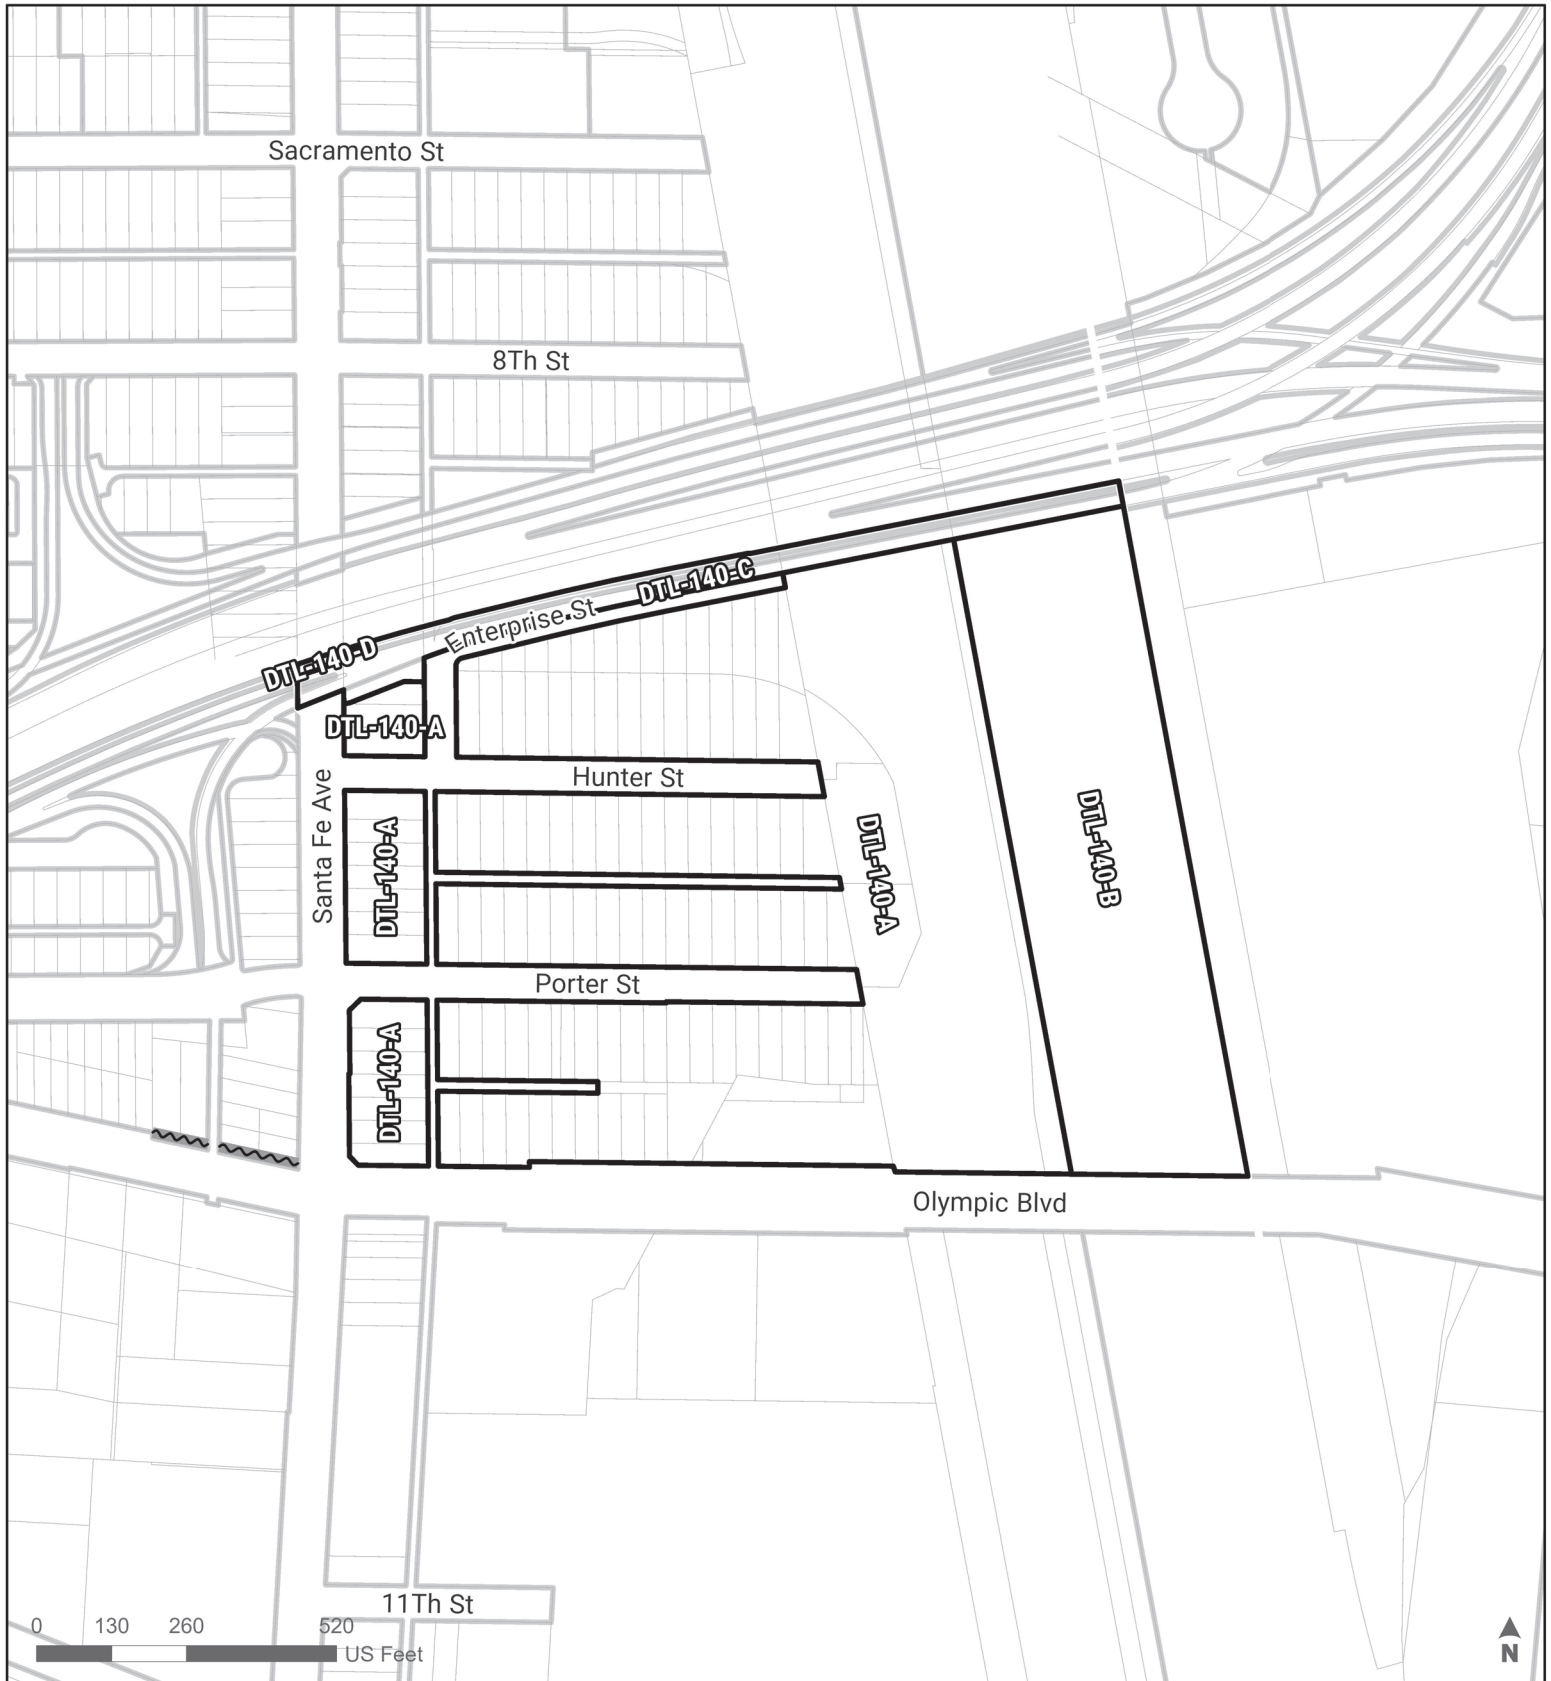 Sacramento St
8Th St
DTL-140-C
Enterprise St
DTL-140-D
DTL-140-A
Hunter St
Santa Fe Ave
DTL-140-A
DTL-140-A
DTL-140-B
Porter St
DTL-140-A
Olympic Blvd
11Th St
0 130 260 520
US Feet
N